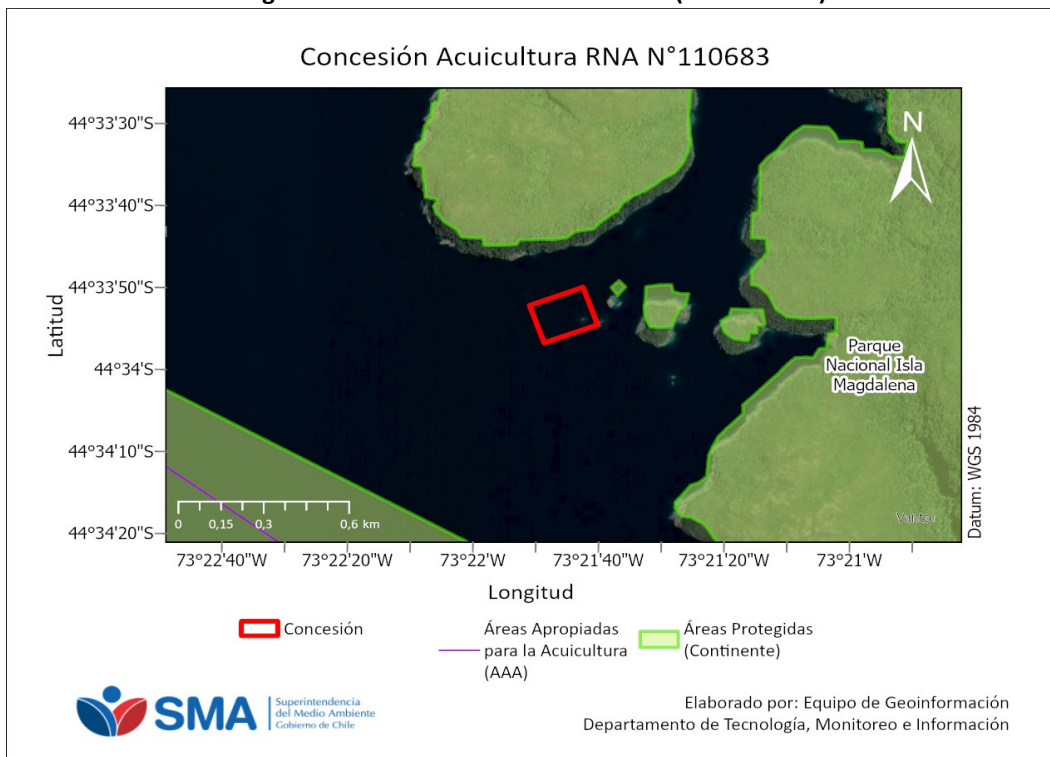 Concesión Acuicultura RNA N°110683
44°33'30"S
44°33'40"S
44°33'50"S
44°34'S
44°34'10"S
44°34'20"S
Latitud
N
Parque
Nacional Isla
Magdalena
Vantor
Datum: WGS 1984
0 0,15 0,3 0,6 km
73°22'40'W 73°22'20'W 73°22'W 73°21'40'W 73°21'20'W 73°21'W
Longitud
Concesión
Áreas Apropiadas
para la Acuicultura
(AAA)
Áreas Protegidas
(Continente)
SMA
Superintendencia
del Medio Ambiente
Gobierno de Chile
Elaborado por: Equipo de Geoinformación
Departamento de Tecnología, Monitoreo e Información